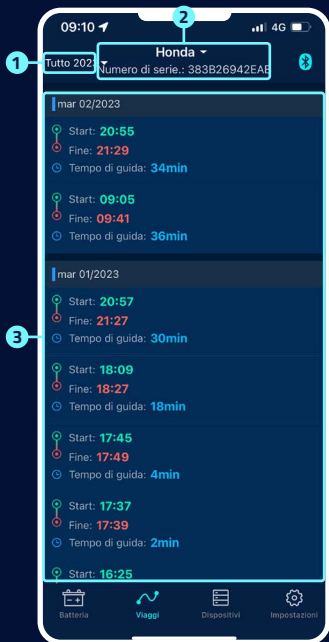 2
09:10 4G
Honda
1 Tutto 202
Numero di serie.: 383B26942EAE
mar 02/2023
Start: 20:55
Fine: 21:29
Tempo di guida: 34min
Start: 09:05
Fine: 09:41
Tempo di guida: 36min
mar 01/2023
Start: 20:57
Fine: 21:27
3
Tempo di guida: 30min
Start: 18:09
Fine: 18:27
Tempo di guida: 18min
Start: 17:45
Fine: 17:49
Tempo di guida: 4min
Start: 17:37
Fine: 17:39
Tempo di guida: 2min
Start: 16:25
Batteria Viaggi Dispositivi Impostazioni